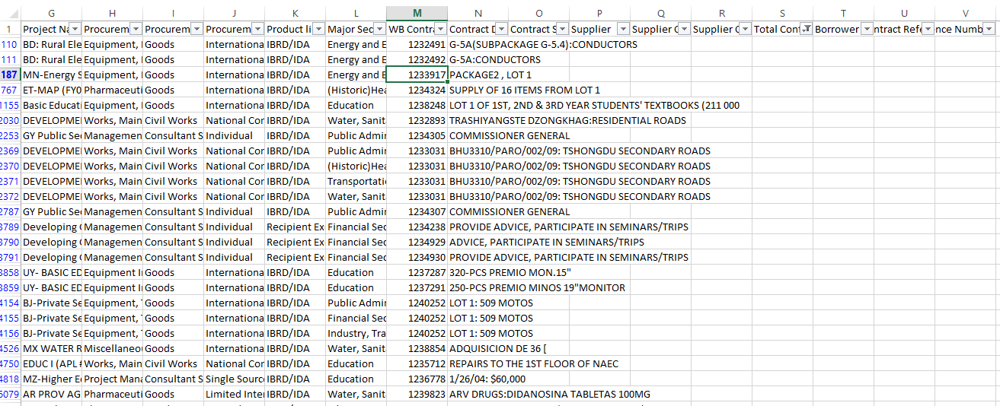 G H I J K L M N O P Q R S T U V
1 Project Na Procurem Procurem Procurem Product li Major Sec WB Contra Contract D Contract S Supplier Supplier C Supplier C Total Cont Borrower ntract Refe nce Numb
110 BD: Rural Ele Equipment, I Goods Internationa IBRD/IDA Energy and E 1232491 G-5A(SUBPACKAGE G-5.4):CONDUCTORS
111 BD: Rural Ele Equipment, I Goods Internationa IBRD/IDA Energy and E 1232492 G-5A:CONDUCTORS
187 MN-Energy S Equipment, I Goods Internationa IBRD/IDA Energy and E 1233917 PACKAGE2 , LOT 1
767 ET-MAP (FY0 Pharmaceuti Goods Internationa IBRD/IDA (Historic)Hea 1234324 SUPPLY OF 16 ITEMS FROM LOT 1
1155 Basic Educati Equipment, I Goods Internationa IBRD/IDA Education 1238248 LOT 1 OF 1ST, 2ND & 3RD YEAR STUDENTS' TEXTBOOKS (211 000
2030 DEVELOPME Works, Main Civil Works National Cor IBRD/IDA Water, Sanit 1232893 TRASHIYANGSTE DZONGKHAG:RESIDENTIAL ROADS
2253 GY Public Se Managemen Consultant S Individual IBRD/IDA Public Admir 1234305 COMMISSIONER GENERAL
2369 DEVELOPME Works, Main Civil Works National Cor IBRD/IDA Public Admir 1233031 BHU3310/PARO/002/09: TSHONGDU SECONDARY ROADS
2370 DEVELOPME Works, Main Civil Works National Cor IBRD/IDA (Historic)Hea 1233031 BHU3310/PARO/002/09: TSHONGDU SECONDARY ROADS
2371 DEVELOPME Works, Main Civil Works National Cor IBRD/IDA Transportati 1233031 BHU3310/PARO/002/09: TSHONGDU SECONDARY ROADS
2372 DEVELOPME Works, Main Civil Works National Cor IBRD/IDA Water, Sanit 1233031 BHU3310/PARO/002/09: TSHONGDU SECONDARY ROADS
2787 GY Public Se Managemen Consultant S Individual IBRD/IDA Public Admir 1234307 COMMISSIONER GENERAL
3789 Developing Managemen Consultant S Individual Recipient Ex Financial Sec 1234238 PROVIDE ADVICE, PARTICIPATE IN SEMINARS/TRIPS
3790 Developing Managemen Consultant S Individual Recipient Ex Financial Sec 1234929 ADVICE, PARTICIPATE IN SEMINARS/TRIPS
3791 Developing Managemen Consultant S Individual Recipient Ex Financial Sec 1234930 PROVIDE ADVICE, PARTICIPATE IN SEMINARS/TRIPS
3858 UY- BASIC ED Equipment I Goods Internationa IBRD/IDA Education 1237287 320-PCS PREMIO MON.15"
3859 UY- BASIC ED Equipment I Goods Internationa IBRD/IDA Education 1237291 250-PCS PREMIO MINOS 19"MONITOR
4154 BJ-Private Se Equipment, Goods Internationa IBRD/IDA Public Admir 1240252 LOT 1: 509 MOTOS
4155 BJ-Private Se Equipment, Goods Internationa IBRD/IDA Financial Sec 1240252 LOT 1: 509 MOTOS
4156 BJ-Private Se Equipment, Goods Internationa IBRD/IDA Industry, Tra 1240252 LOT 1: 509 MOTOS
4526 MX WATER R Miscellaneo Goods Internationa IBRD/IDA Water, Sanit 1238854 ADQUISICION DE 36 [
4750 EDUC I (APL # Works, Main Civil Works National Cor IBRD/IDA Education 1235712 REPAIRS TO THE 1ST FLOOR OF NAEC
4818 MZ-Higher E Project Mana Consultant S Single Source IBRD/IDA Education 1236778 1/26/04: $60,000
5079 AR PROV AG Pharmaceuti Goods Limited Inter IBRD/IDA Water, Sanit 1239823 ARV DRUGS:DIDANOSINA TABLETAS 100MG